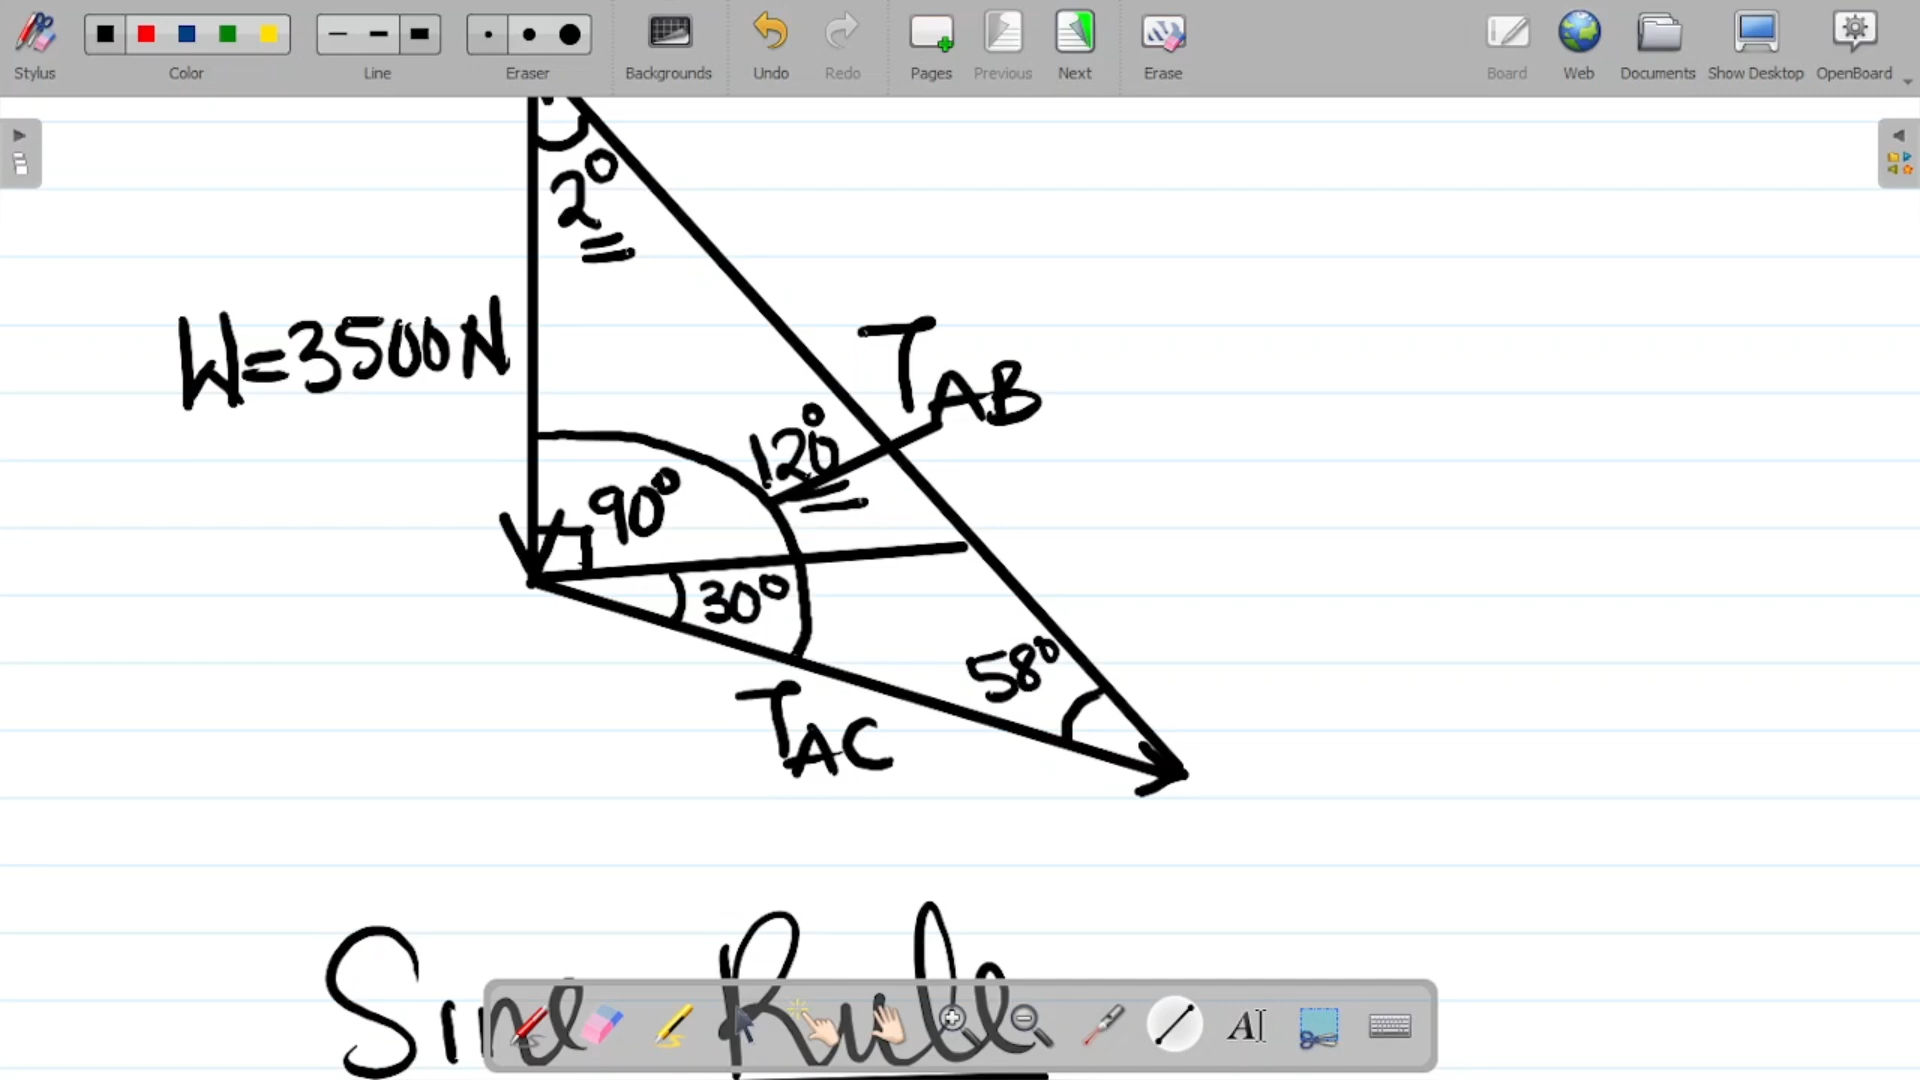 Stylus Color Line Eraser Backgrounds Undo Redo Pages Previous Next Erase Board Web Documents Show Desktop OpenBoard
2°
W=3500N
TAB
120°
90°
30°
58°
TAC
Sine Rule
AI